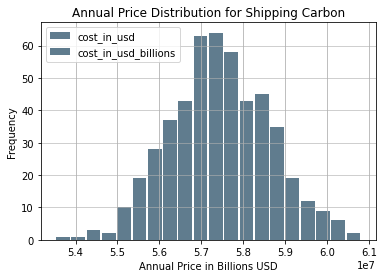 Annual Price Distribution for Shipping Carbon
cost_in_usd
cost_in_usd_billions
Frequency
60
50
40
30
20
10
0
5.4 5.5 5.6 5.7 5.8 5.9 6.0 6.1
1e7
Annual Price in Billions USD